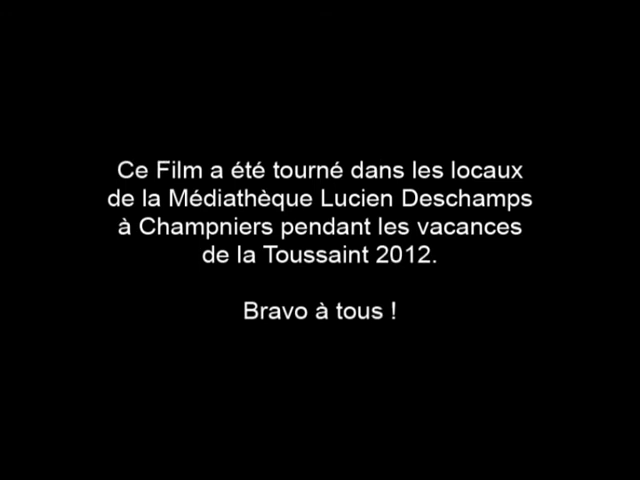 Ce Film a été tourné dans les locaux
de la Médiathèque Lucien Deschamps
à Champniers pendant les vacances
de la Toussaint 2012.
Bravo à tous !